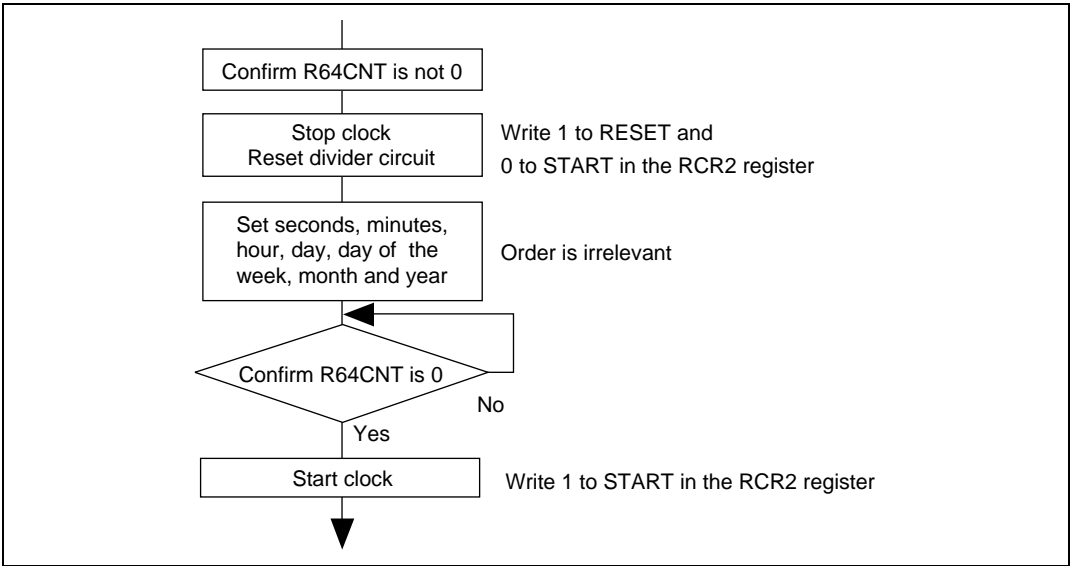 Confirm R64CNT is not 0
Stop clock
Reset divider circuit
Write 1 to RESET and
0 to START in the RCR2 register
Set seconds, minutes,
hour, day, day of the
week, month and year
Order is irrelevant
Confirm R64CNT is 0
No
Yes
Start clock
Write 1 to START in the RCR2 register